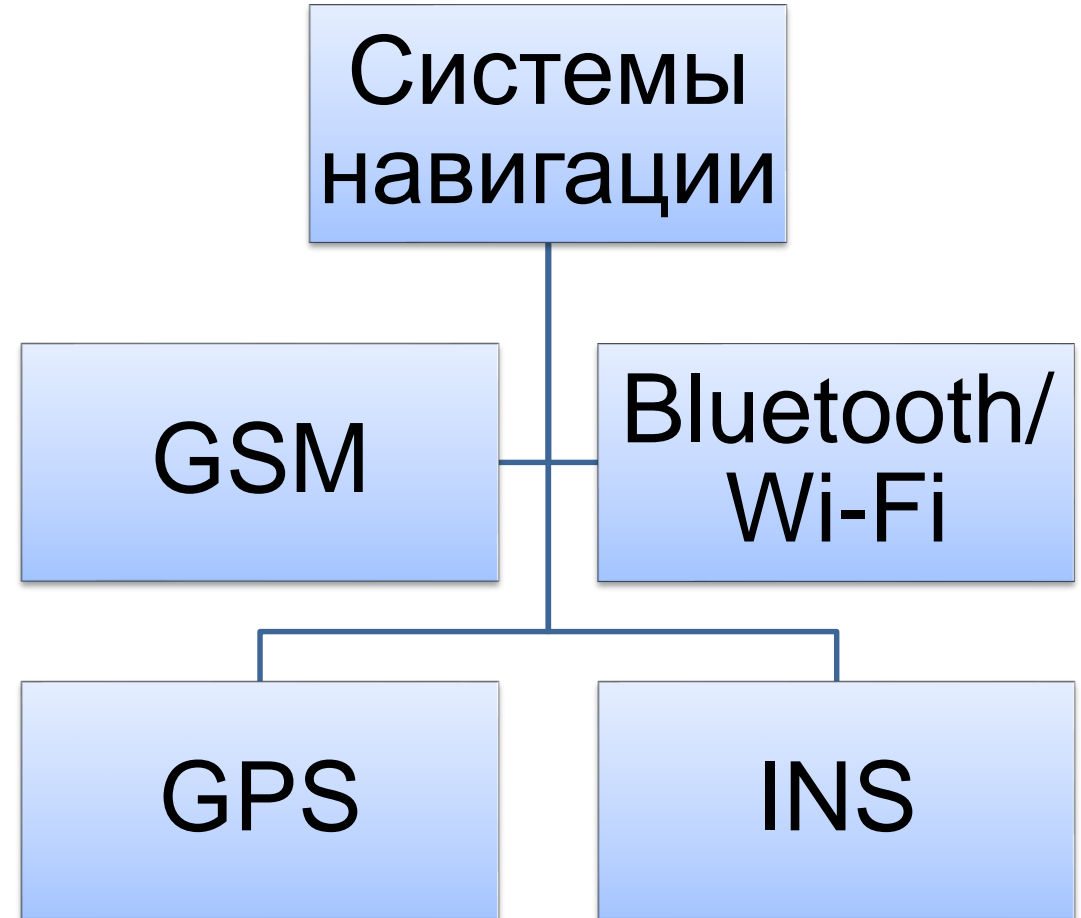 Системы
навигации
GSM
Bluetooth/
Wi-Fi
GPS
INS